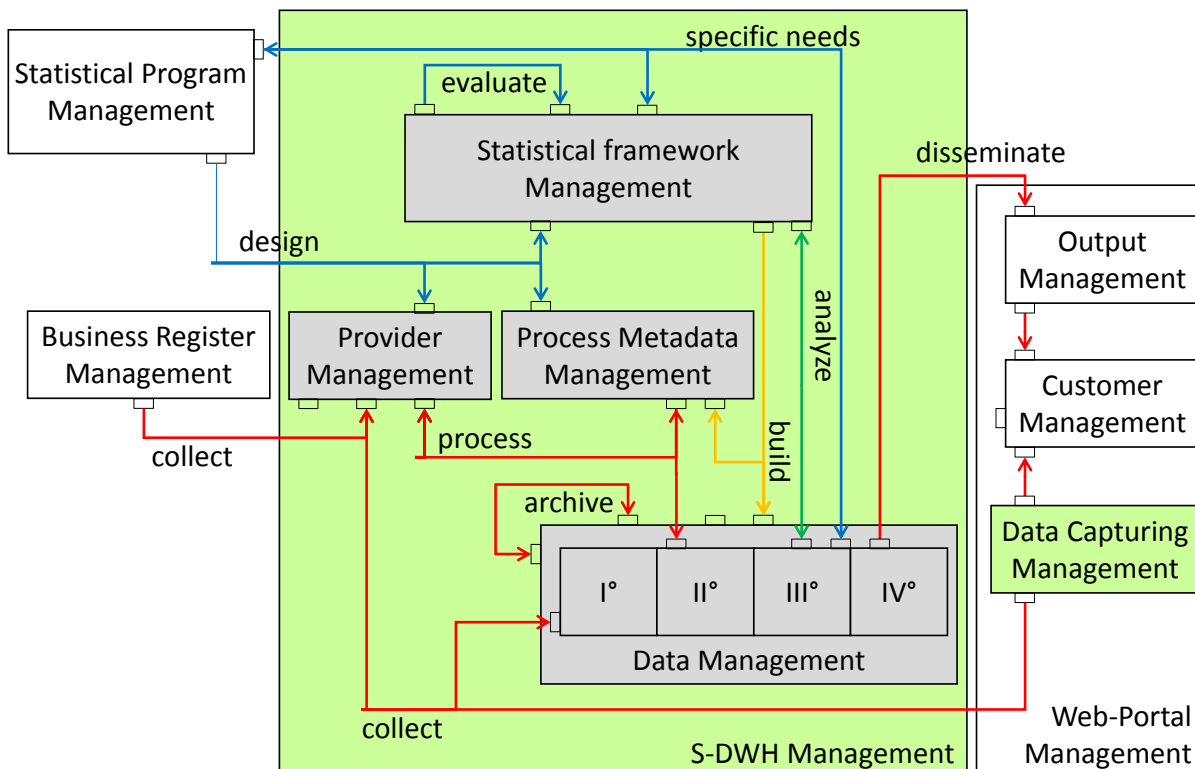 specific needs
Statistical Program
Management
evaluate
Statistical framework
Management
disseminate
design
Output
Management
analyze
Business Register
Management
Provider
Management
Process Metadata
Management
Customer
Management
collect
process
build
archive
Data Capturing
Management
I°
II°
III°
IV°
Data Management
collect
Web-Portal
Management
S-DWH Management